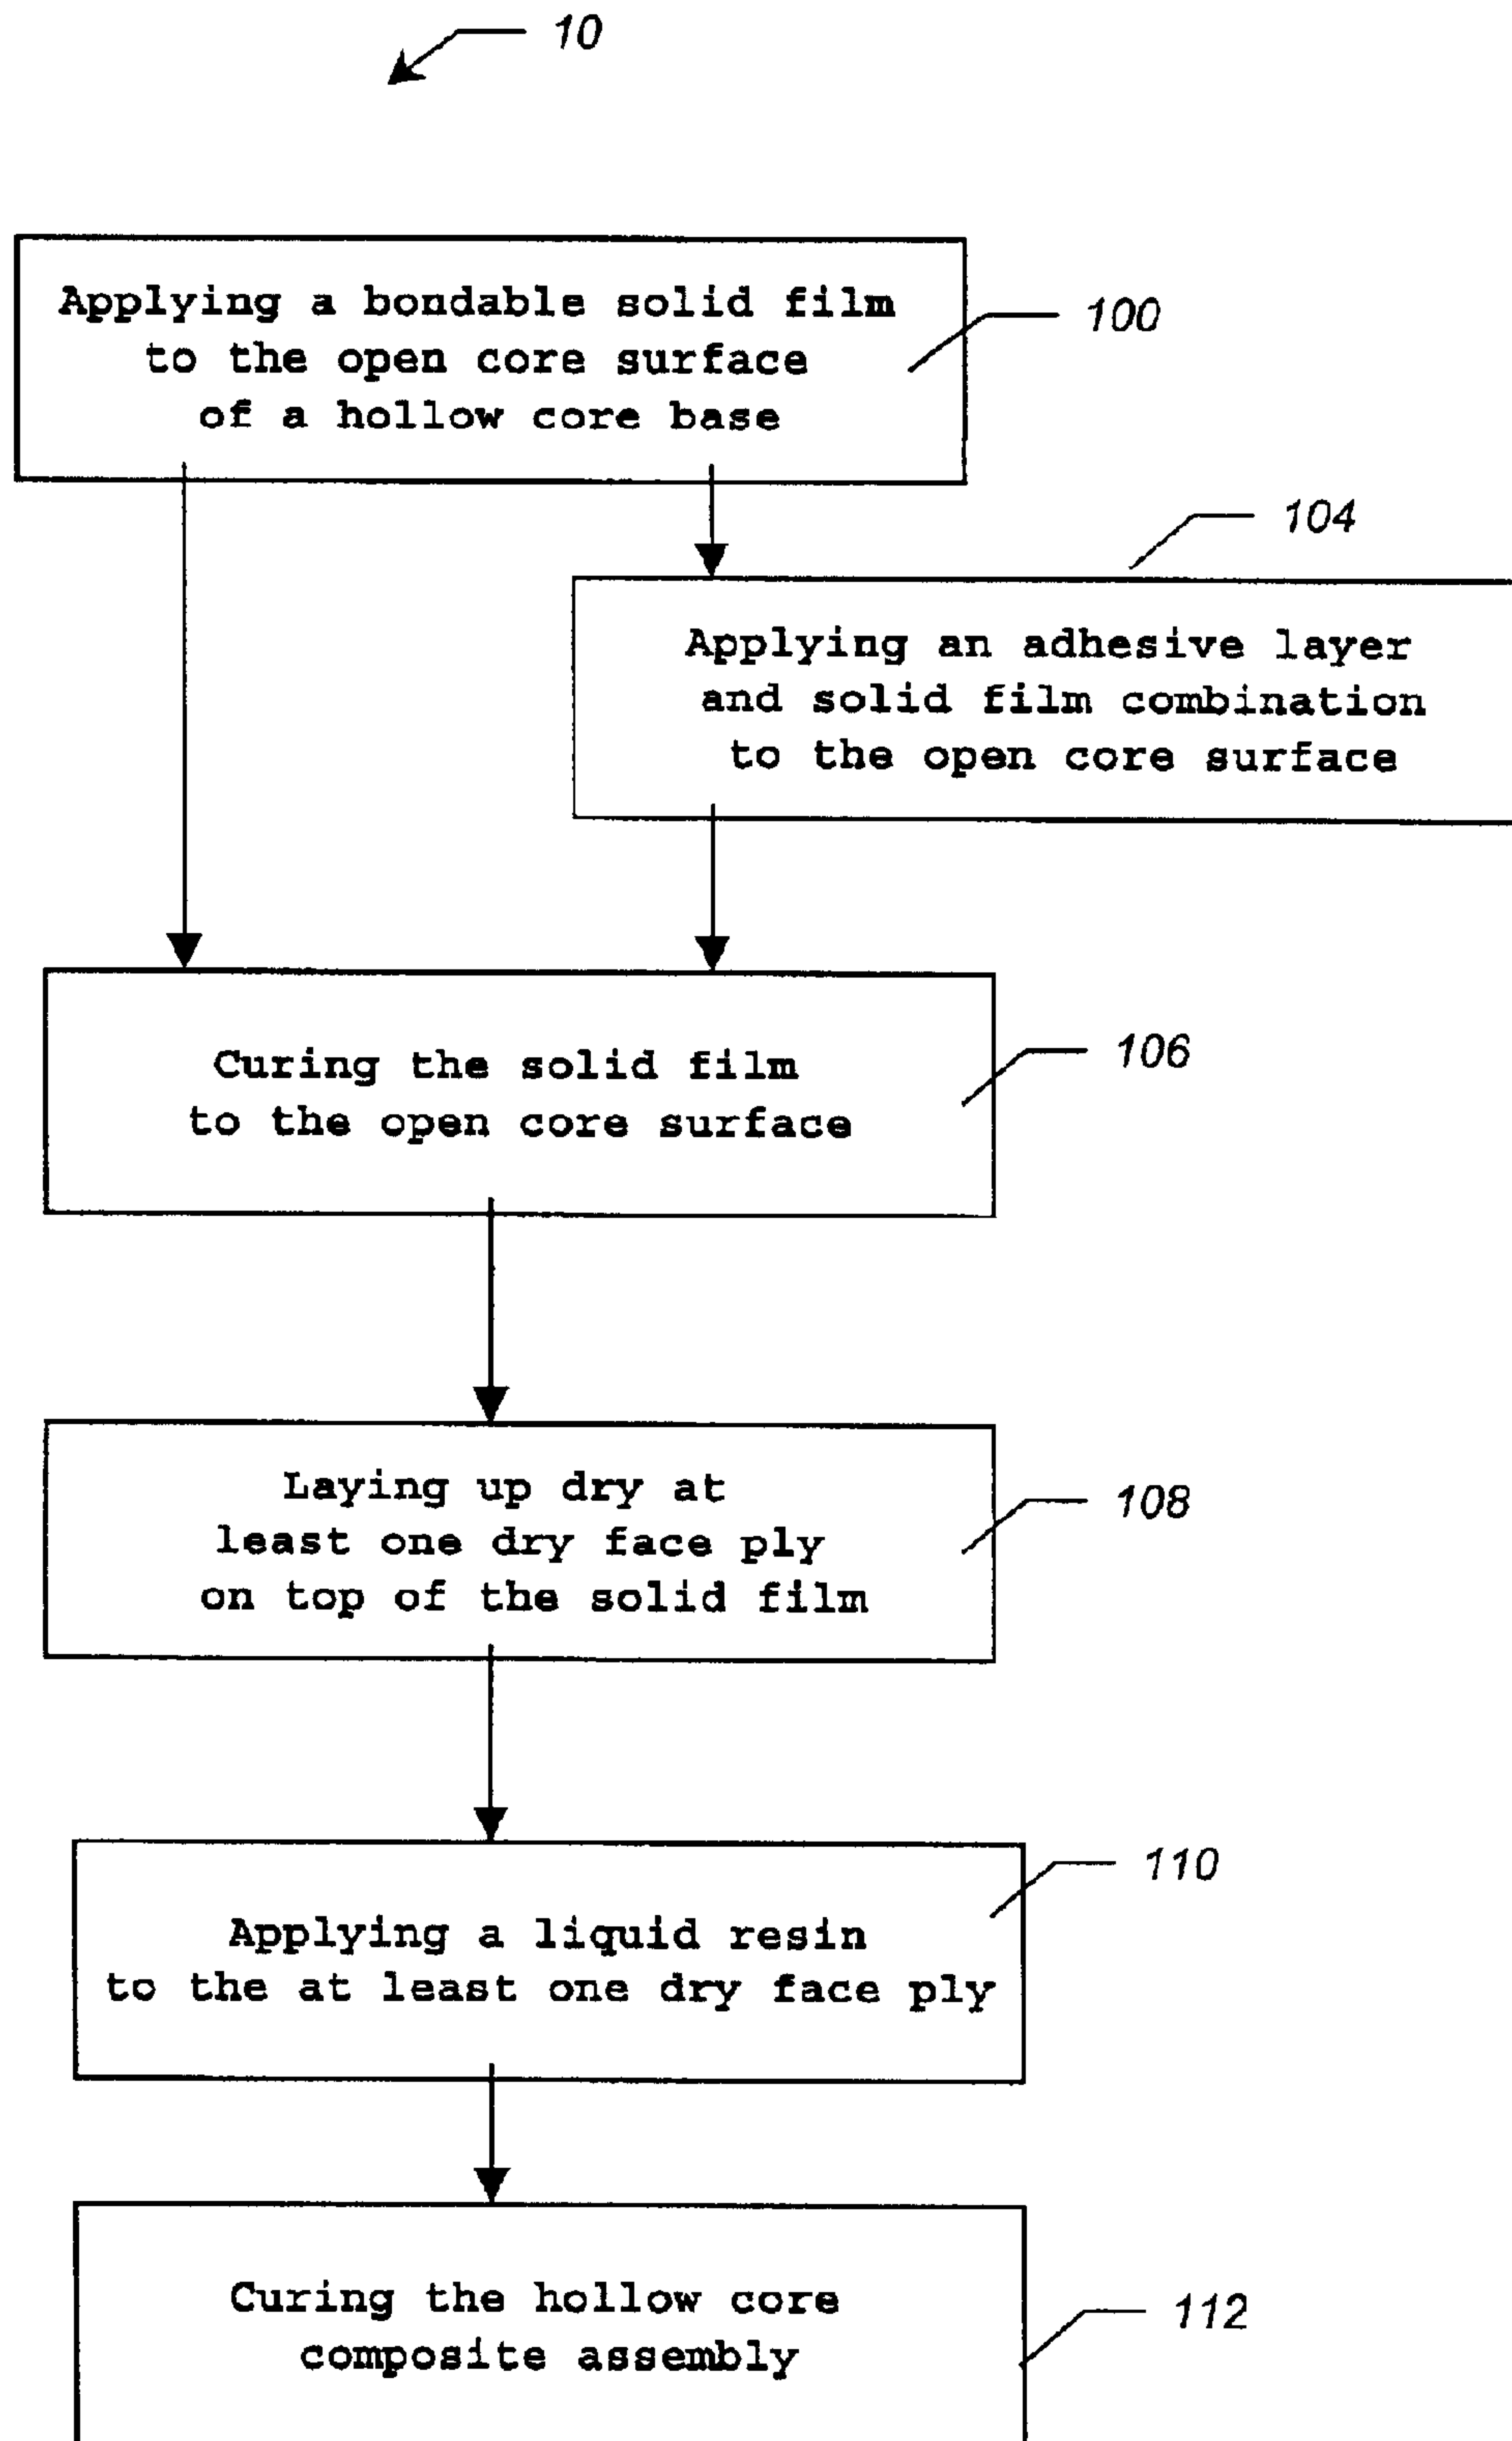 10
Applying a bondable solid film
to the open core surface
of a hollow core base
100
104
Applying an adhesive layer
and solid film combination
to the open core surface
Curing the solid film
to the open core surface
106
Laying up dry at
least one dry face ply
on top of the solid film
108
110
Applying a liquid resin
to the at least one dry face ply
Curing the hollow core
composite assembly
112